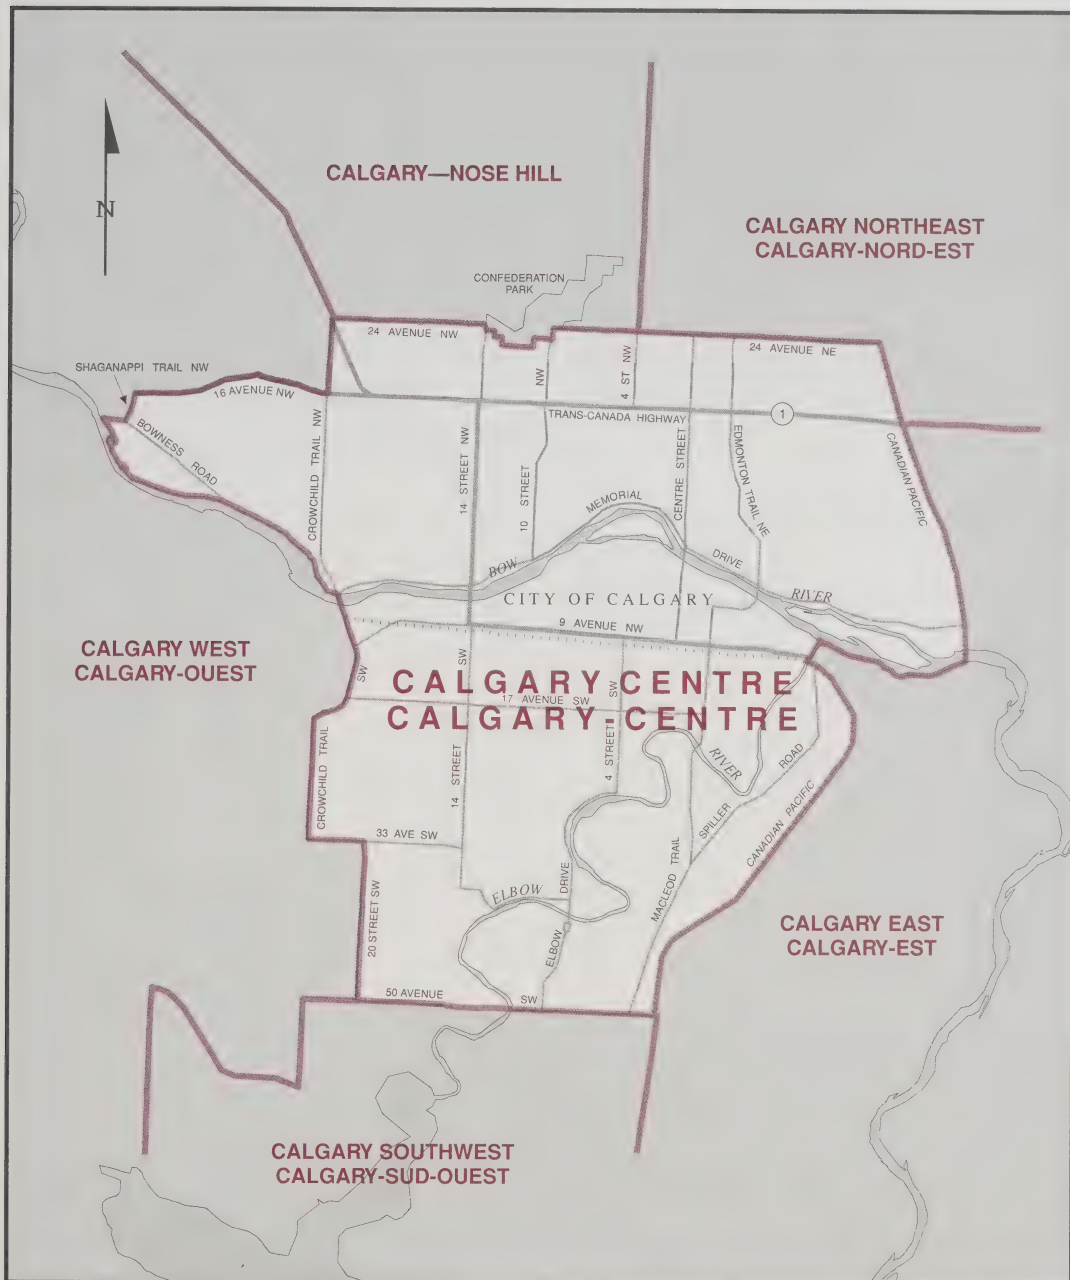 CALGARY—NOSE HILL
N
CALGARY NORTHEAST
CALGARY-NORD-EST
CONFEDERATION
PARK
24 AVENUE NW
24 AVENUE NE
SHAGANAPPI TRAIL NW
16 AVENUE NW
NW
4 ST NW
TRANS-CANADA HIGHWAY
1
BOWNESS ROAD
CROWCHILD TRAIL NW
14 STREET NW
10 STREET
CENTRE STREET
EDMONTON TRAIL NE
CANADIAN PACIFIC
MEMORIAL
DRIVE
BOW
RIVER
CITY OF CALGARY
9 AVENUE NW
CALGARY WEST
CALGARY-OUEST
SW
SW
SW
CALGARY CENTRE
17 AVENUE SW
CALGARY-CENTRE
CROWCHILD TRAIL
14 STREET
4 STREET
RIVER
SPILLER ROAD
CANADIAN PACIFIC
33 AVE SW
MACLEOD TRAIL
20 STREET SW
ELBOW
DRIVE
ELBOW
CALGARY EAST
CALGARY-EST
50 AVENUE SW
CALGARY SOUTHWEST
CALGARY-SUD-OUEST